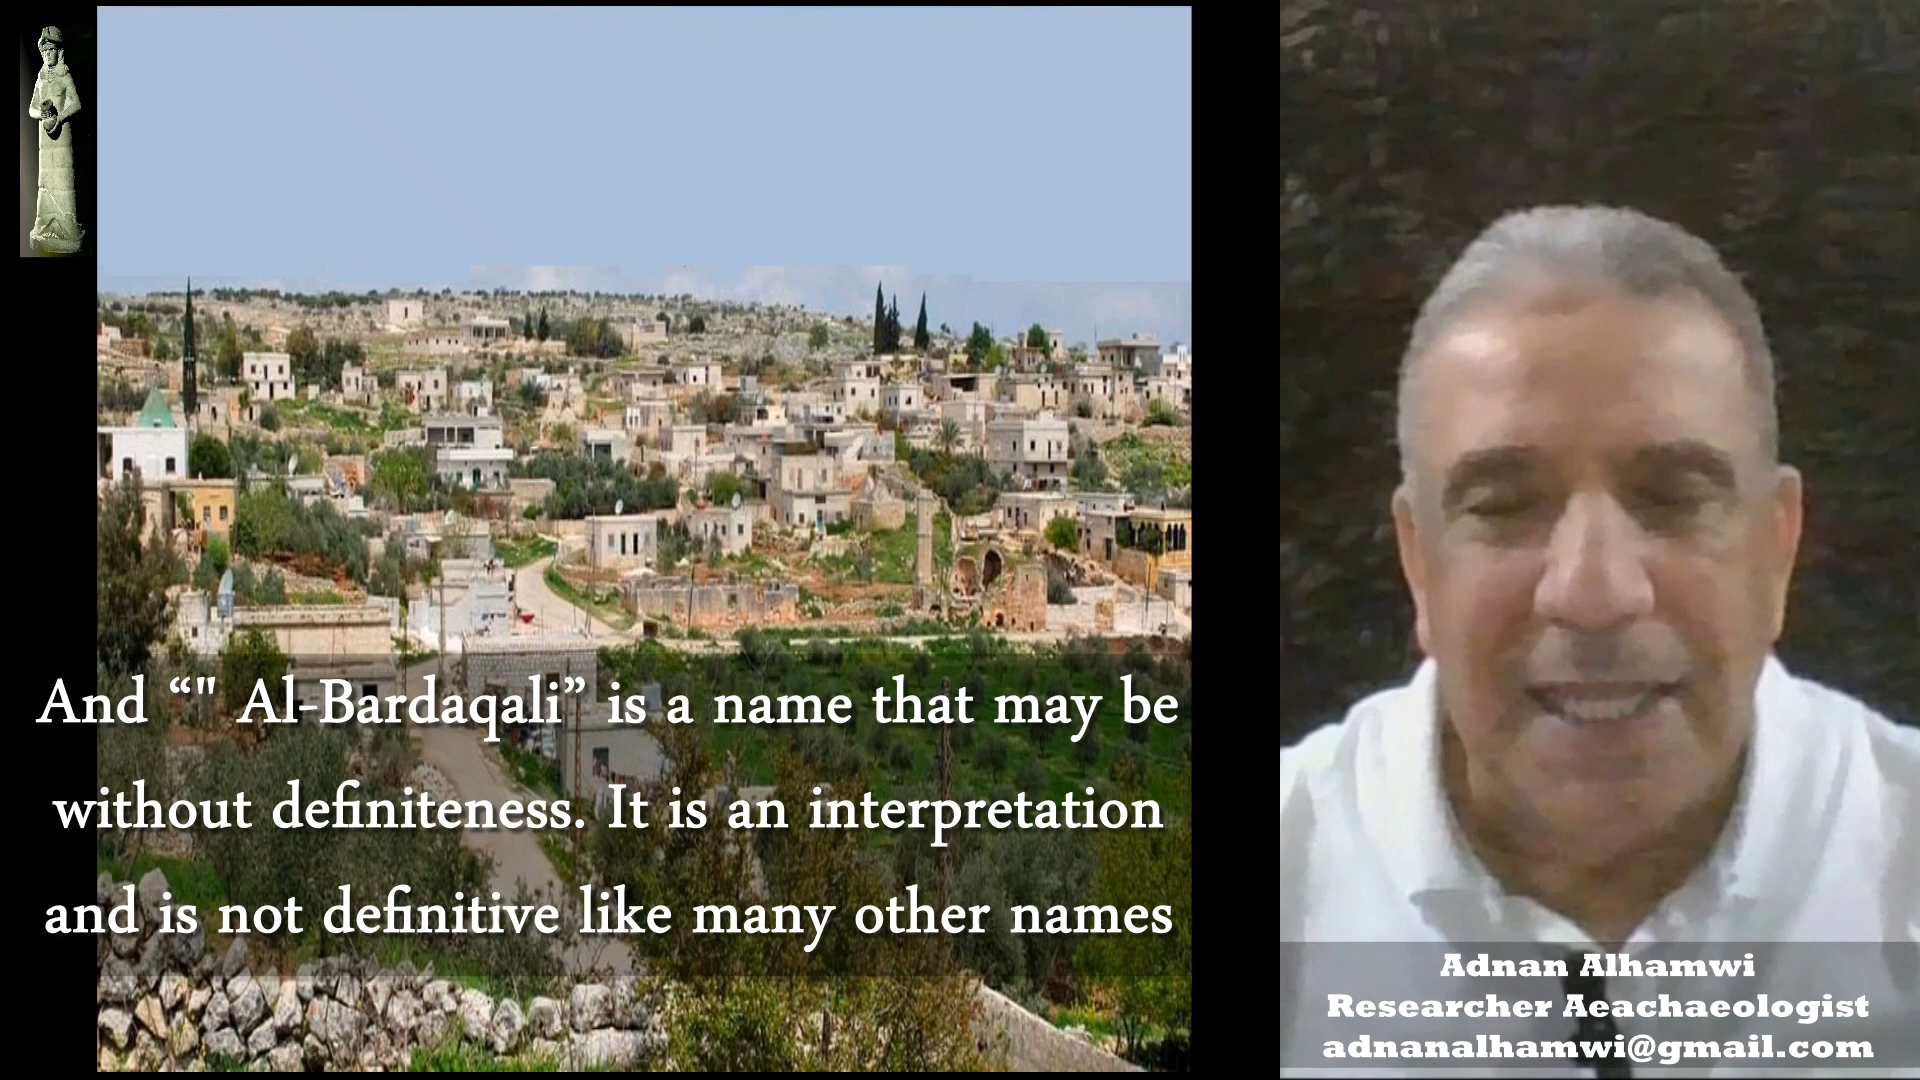 And “" Al-Bardaqali” is a name that may be
without definiteness. It is an interpretation
and is not definitive like many other names
Adnan Alhamwi
Researcher Aeachaeologist
adnanalhamwi@gmail.com